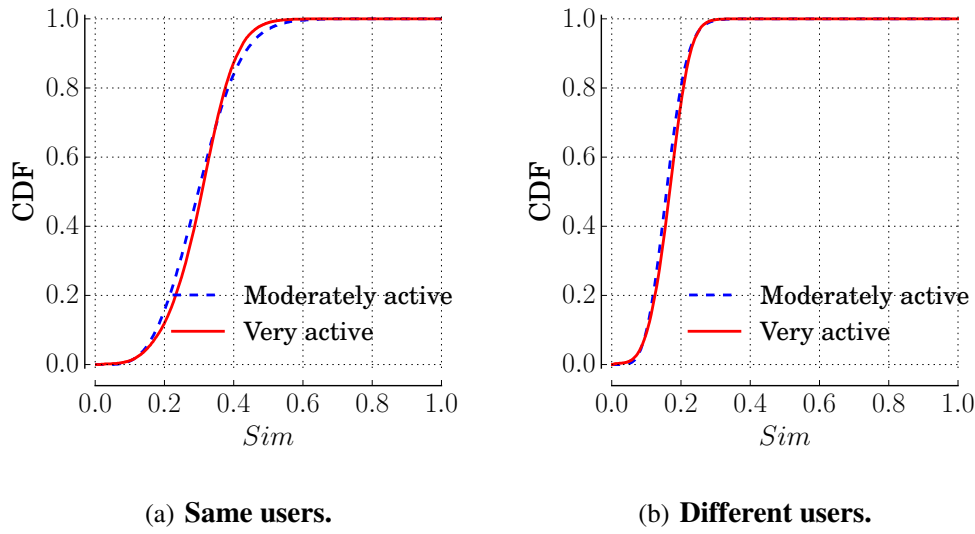 1.0
0.8
0.6
0.4
0.2
0.0
CDF
Moderately active
Very active
0.0 0.2 0.4 0.6 0.8 1.0
Sim
(a) Same users.
1.0
0.8
0.6
0.4
0.2
0.0
CDF
Moderately active
Very active
0.0 0.2 0.4 0.6 0.8 1.0
Sim
(b) Different users.